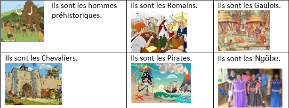 Ils sont les hommes
préhistoriques.
Ils sont les Romains.
Ils sont les Gaulois.
Ils sont les Chevaliers.
Ils sont les Pirates.
Ils sont les Ngöbe.